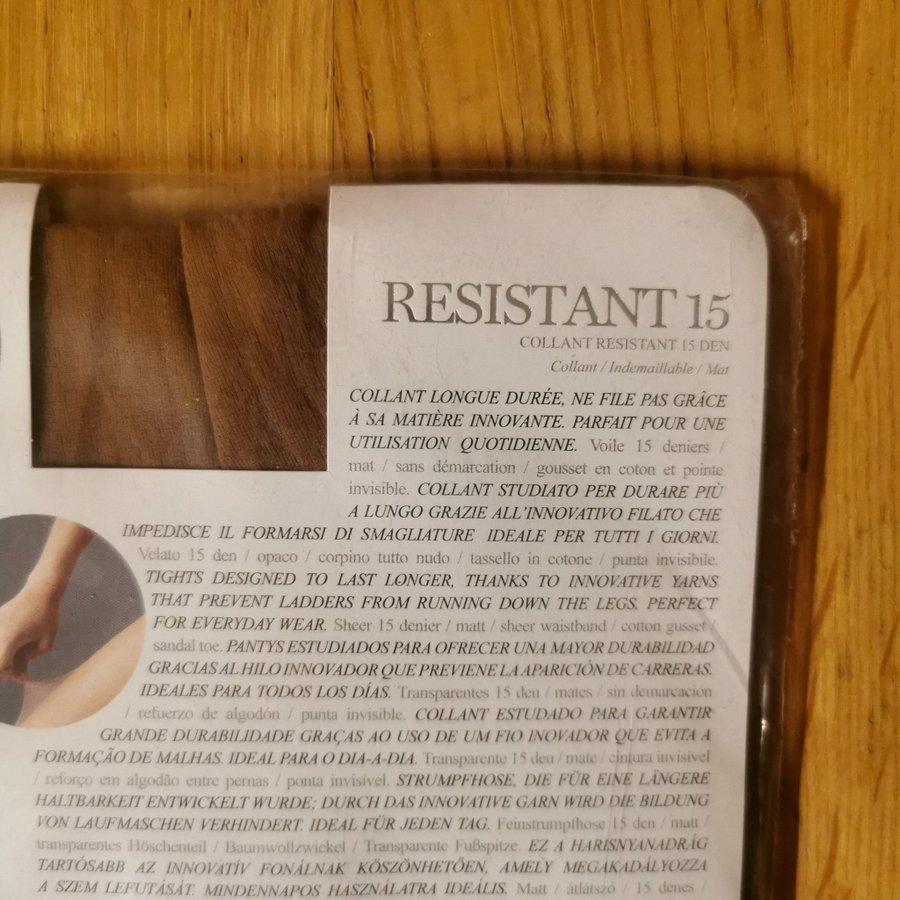 RESISTANT 15
COLLANT RESISTANT 15 DEN
Collant / Indemaillable / Mat
COLLANT LONGUE DURÉE, NE FILE PAS GRÂCE
À SA MATIÈRE INNOVANTE. PARFAIT POUR UNE
UTILISATION QUOTIDIENNE. Voile 15 deniers /
mat / sans démarcation / gousset en coton et pointe
invisible. COLLANT STUDIATO PER DURARE PIÙ
A LUNGO GRAZIE ALL'INNOVATIVO FILATO CHE
IMPEDISCE IL FORMARSI DI SMAGLIATURE IDEALE PER TUTTI I GIORNI.
Velato 15 den / opaco / corpino tutto nudo / tassello in cotone / punta invisibile.
TIGHTS DESIGNED TO LAST LONGER, THANKS TO INNOVATIVE YARNS
THAT PREVENT LADDERS FROM RUNNING DOWN THE LEGS. PERFECT
FOR EVERYDAY WEAR. Sheer 15 denier / matt / sheer waistband / cotton gusset /
sandal toe. PANTYS ESTUDIADOS PARA OFRECER UNA MAYOR DURABILIDAD
GRACIAS AL HILO INNOVADOR QUE PREVIENE LA APARICIÓN DE CARRERAS.
IDEALES PARA TODOS LOS DÍAS. Transparentes 15 den / mates / sin demarcación
/ refuerzo de algodón / punta invisible. COLLANT ESTUDADO PARA GARANTIR
GRANDE DURABILIDADE GRAÇAS AO USO DE UM FIO INOVADOR QUE EVITA A
FORMAÇÃO DE MALHAS. IDEAL PARA O DIA-A-DIA. Transparente 15 den / mate / cintura invisível
/ reforço em algodão entre pernas / ponta invisível. STRUMPFHOSE, DIE FÜR EINE LÄNGERE
HALTBARKEIT ENTWICKELT WURDE; DURCH DAS INNOVATIVE GARN WIRD DIE BILDUNG
VON LAUFMASCHEN VERHINDERT. IDEAL FÜR JEDEN TAG. Feinstrumpfhose 15 den / matt /
transparentes Höschenteil / Baumwollzwickel / Transparente Fußspitze. EZ A HARISNYANADRÁG
TARTÓSABB AZ INNOVATÍV FONÁLNAK KÖSZÖNHETŐEN, AMELY MEGAKADÁLYOZZA
A SZEM LEFUTÁSÁT. MINDENNAPOS HASZNÁLATRA IDEÁLIS. Matt / átlátszó / 15 denes /